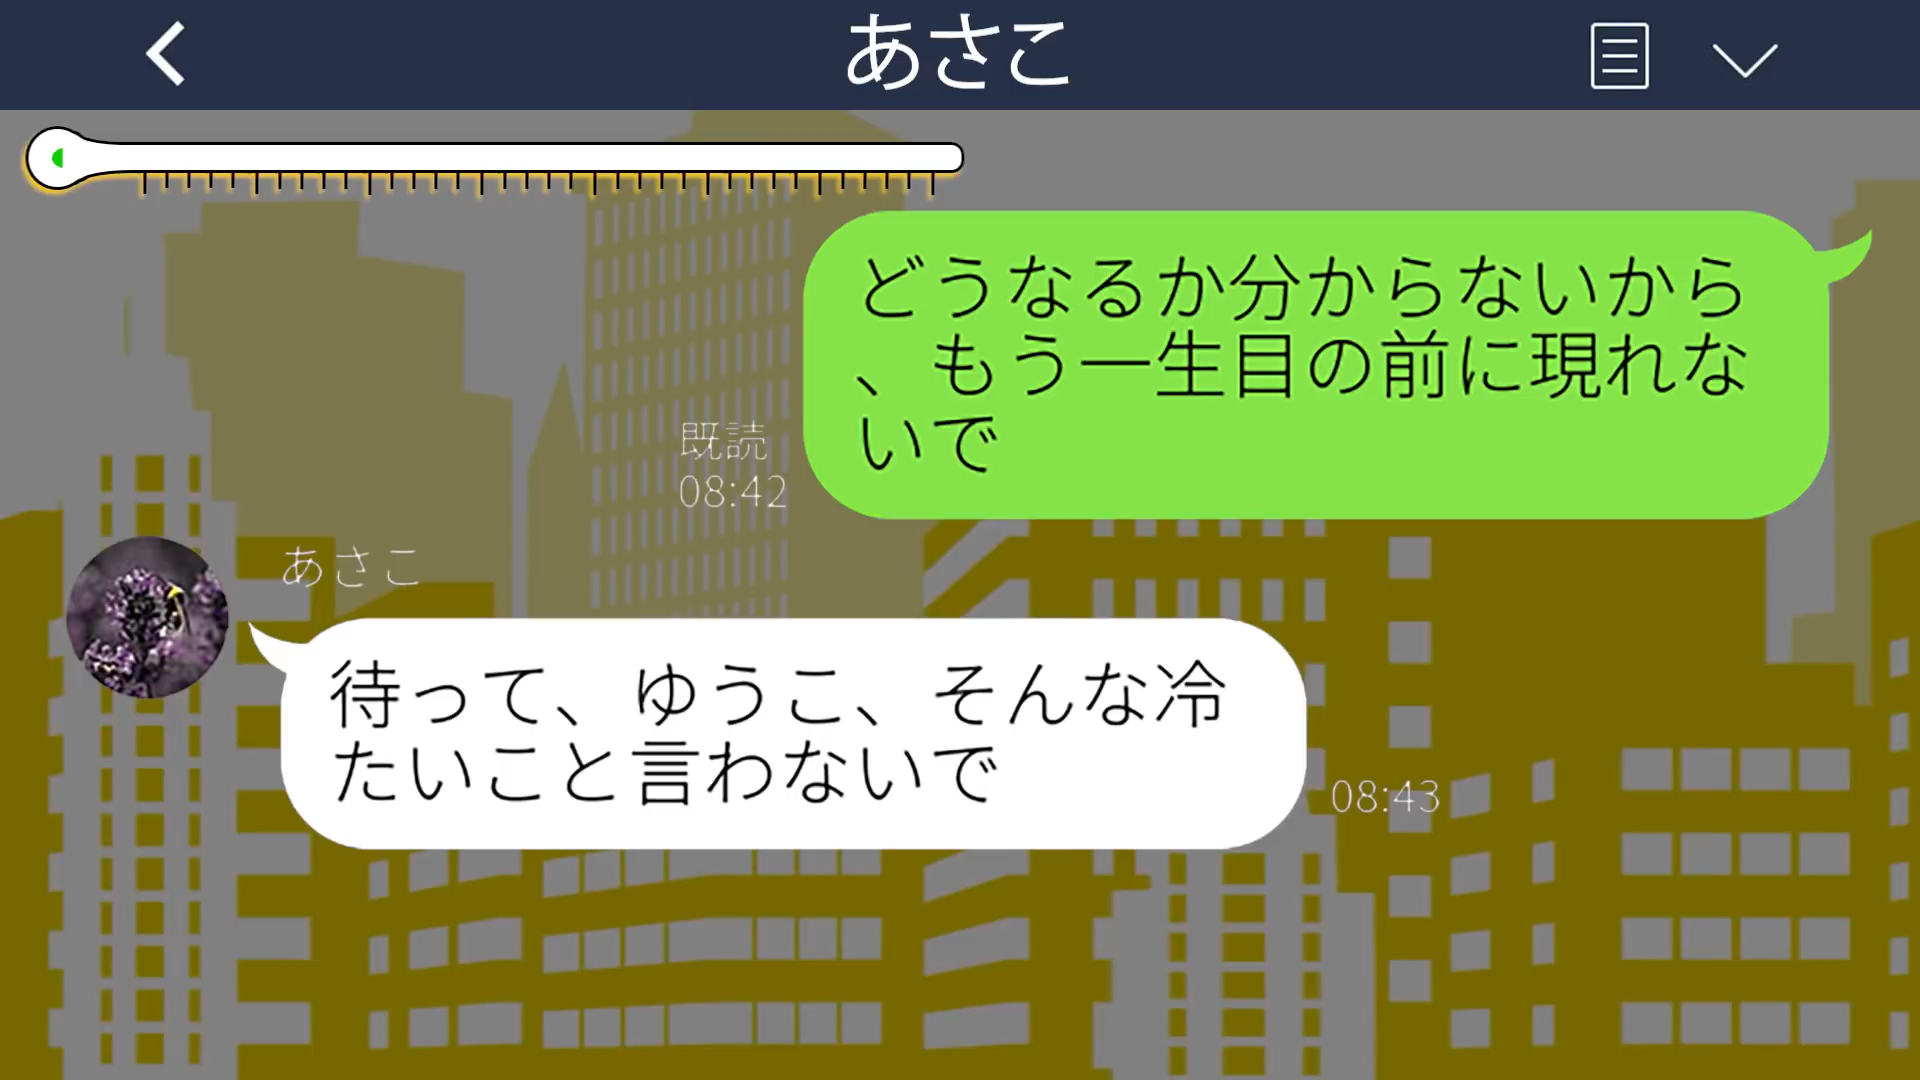 あさこ
どうなるか分からないから
、もう一生目の前に現れな
いで
既読
08:42
あさこ
待って、ゆうこ、そんな冷
たいこと言わないで
08:43